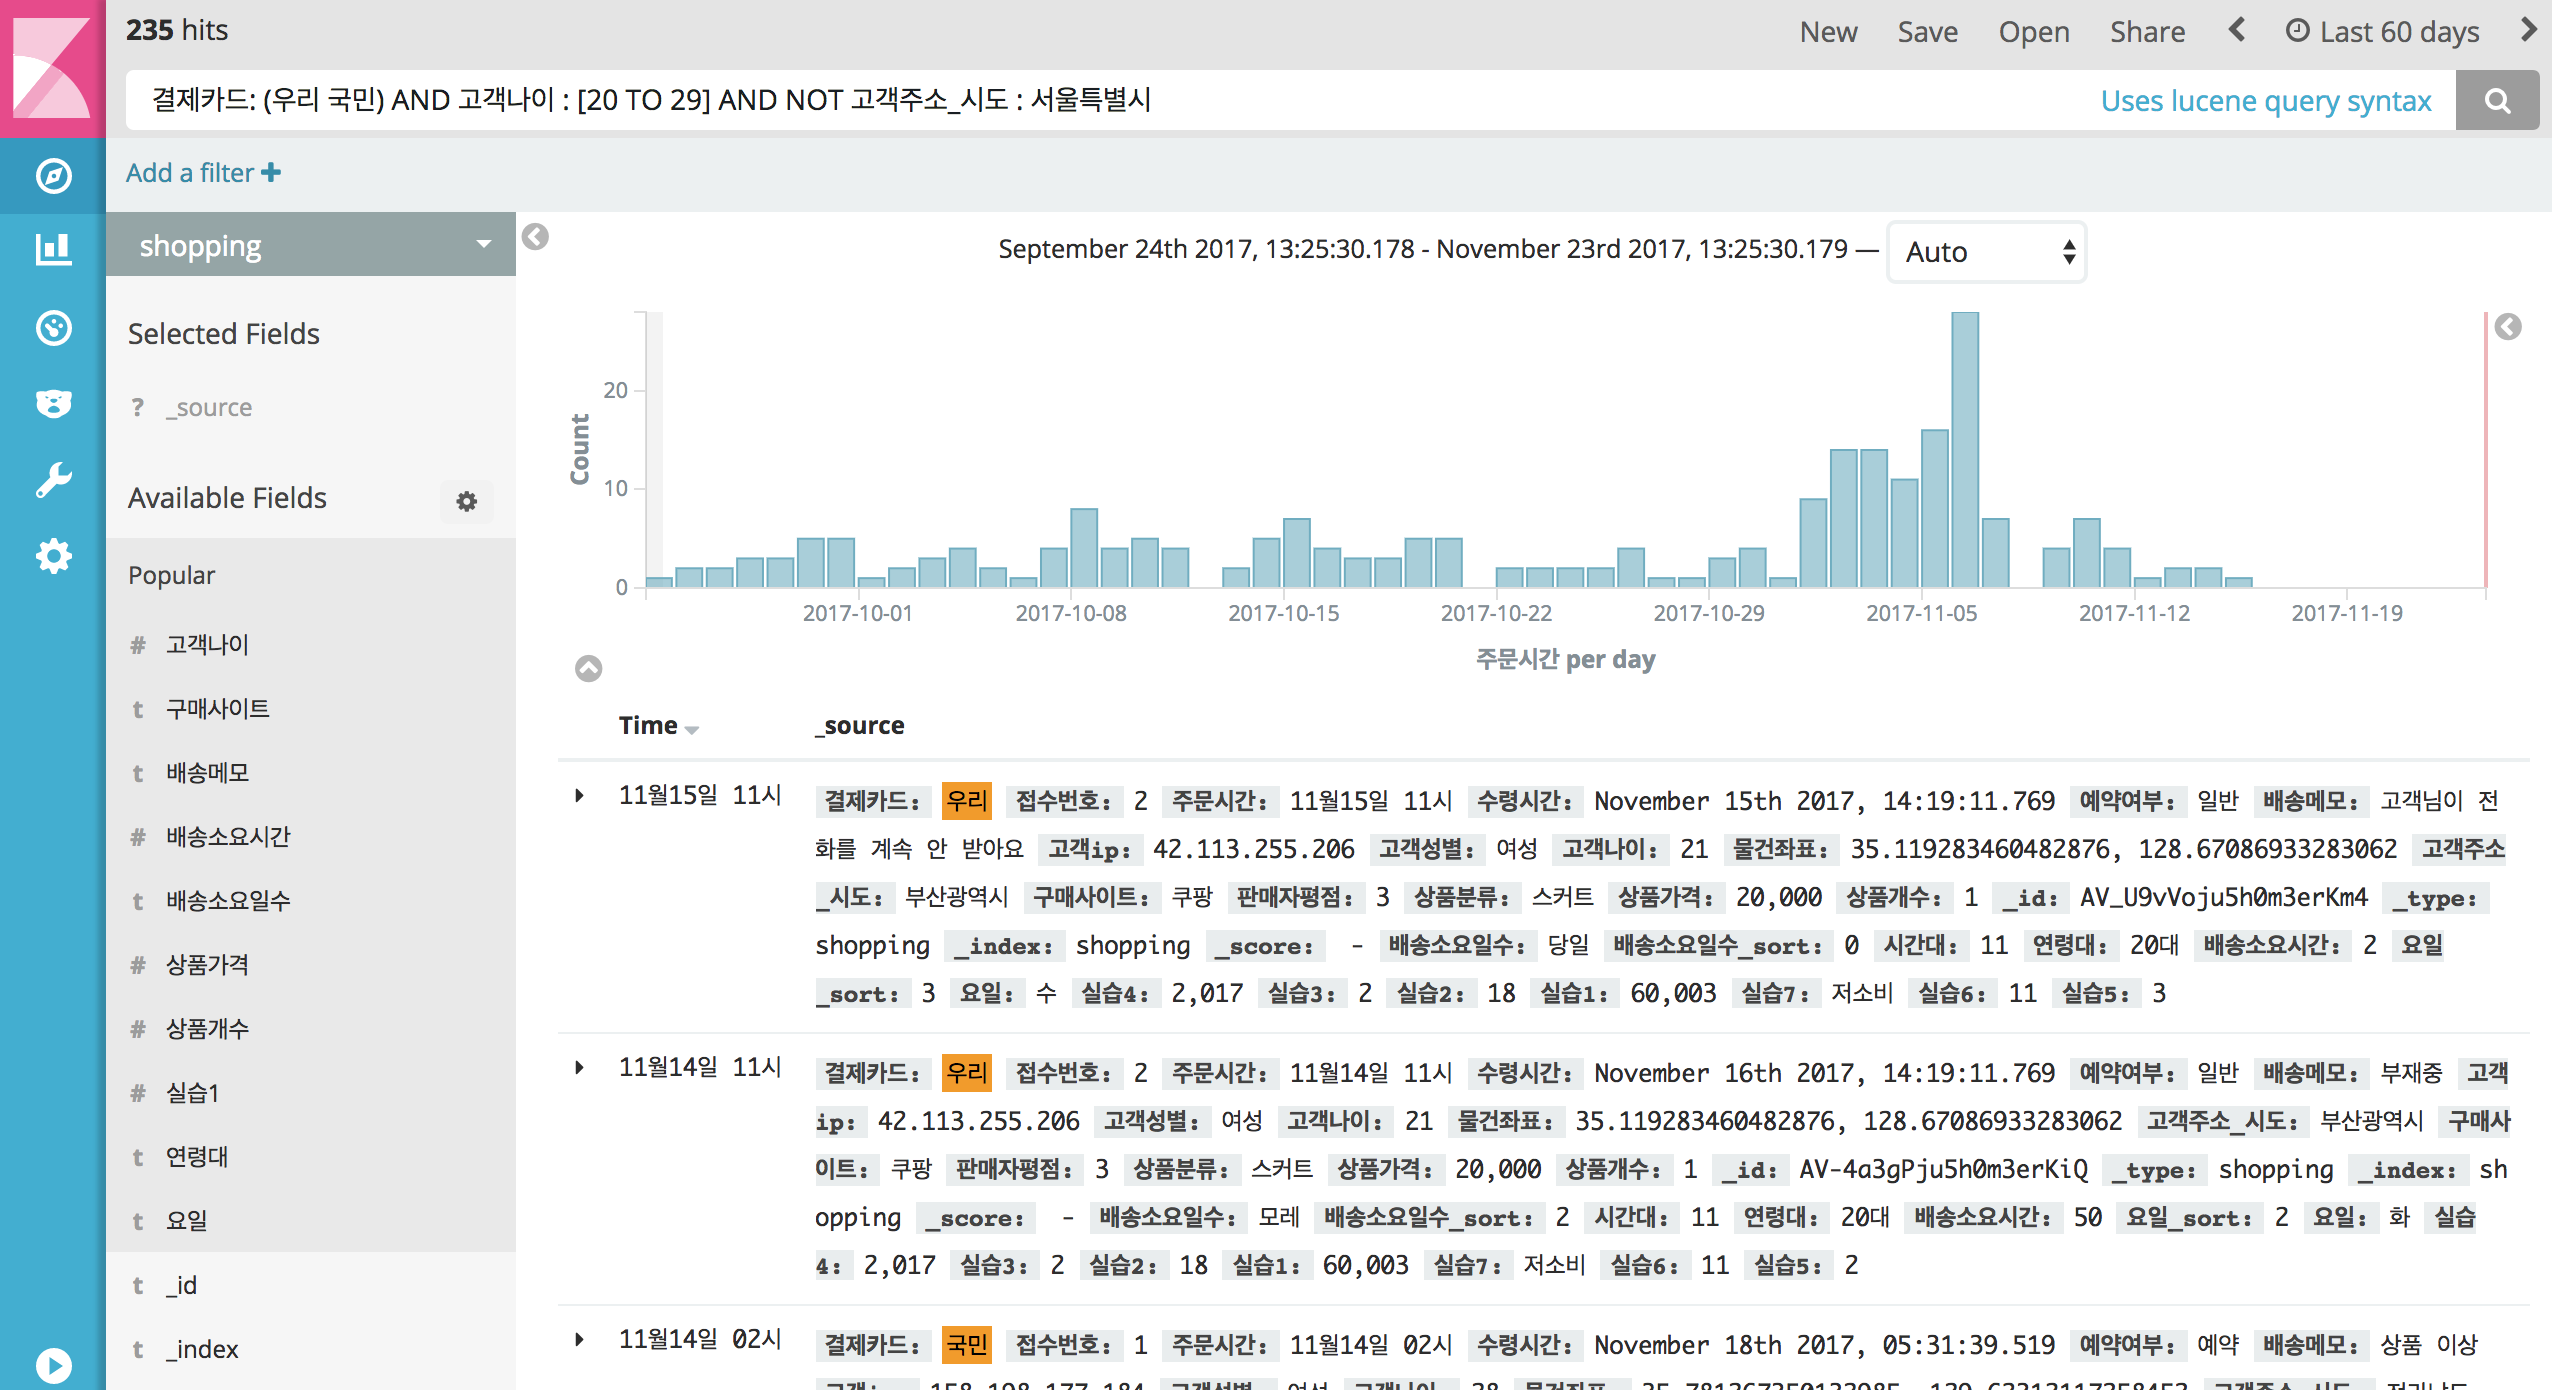 235 hits
New Save Open Share Last 60 days
결제카드: (우리 국민) AND 고객나이 : [20 TO 29] AND NOT 고객주소_시도 : 서울특별시
Uses lucene query syntax
Add a filter +
shopping
Selected Fields
? _source
Available Fields
Popular
# 고객나이
t 구매사이트
t 배송메모
# 배송소요시간
t 배송소요일수
# 상품가격
# 상품개수
# 실습1
t 연령대
t 요일
t _id
t _index
September 24th 2017, 13:25:30.178 - November 23rd 2017, 13:25:30.179 — Auto
Count
20
10
0
2017-10-01 2017-10-08 2017-10-15 2017-10-22 2017-10-29 2017-11-05 2017-11-12 2017-11-19
주문시간 per day
Time _source
11월15일 11시 결제카드: 우리 접수번호: 2 주문시간: 11월15일 11시 수령시간: November 15th 2017, 14:19:11.769 예약여부: 일반 배송메모: 고객님이 전
화를 계속 안 받아요 고객ip: 42.113.255.206 고객성별: 여성 고객나이: 21 물건좌표: 35.119283460482876, 128.67086933283062 고객주소
_시도: 부산광역시 구매사이트: 쿠팡 판매자평점: 3 상품분류: 스커트 상품가격: 20,000 상품개수: 1 _id: AV_U9vVoju5h0m3erKm4 _type:
shopping _index: shopping _score: - 배송소요일수: 당일 배송소요일수_sort: 0 시간대: 11 연령대: 20대 배송소요시간: 2 요일
_sort: 3 요일: 수 실습4: 2,017 실습3: 2 실습2: 18 실습1: 60,003 실습7: 저소비 실습6: 11 실습5: 3
11월14일 11시 결제카드: 우리 접수번호: 2 주문시간: 11월14일 11시 수령시간: November 16th 2017, 14:19:11.769 예약여부: 일반 배송메모: 부재중 고객
ip: 42.113.255.206 고객성별: 여성 고객나이: 21 물건좌표: 35.119283460482876, 128.67086933283062 고객주소_시도: 부산광역시 구매사
이트: 쿠팡 판매자평점: 3 상품분류: 스커트 상품가격: 20,000 상품개수: 1 _id: AV-4a3gPju5h0m3erKiQ _type: shopping _index: sh
opping _score: - 배송소요일수: 모레 배송소요일수_sort: 2 시간대: 11 연령대: 20대 배송소요시간: 50 요일_sort: 2 요일: 화 실습
4: 2,017 실습3: 2 실습2: 18 실습1: 60,003 실습7: 저소비 실습6: 11 실습5: 2
11월14일 02시 결제카드: 국민 접수번호: 1 주문시간: 11월14일 02시 수령시간: November 18th 2017, 05:31:39.519 예약여부: 예약 배송메모: 상품 이상